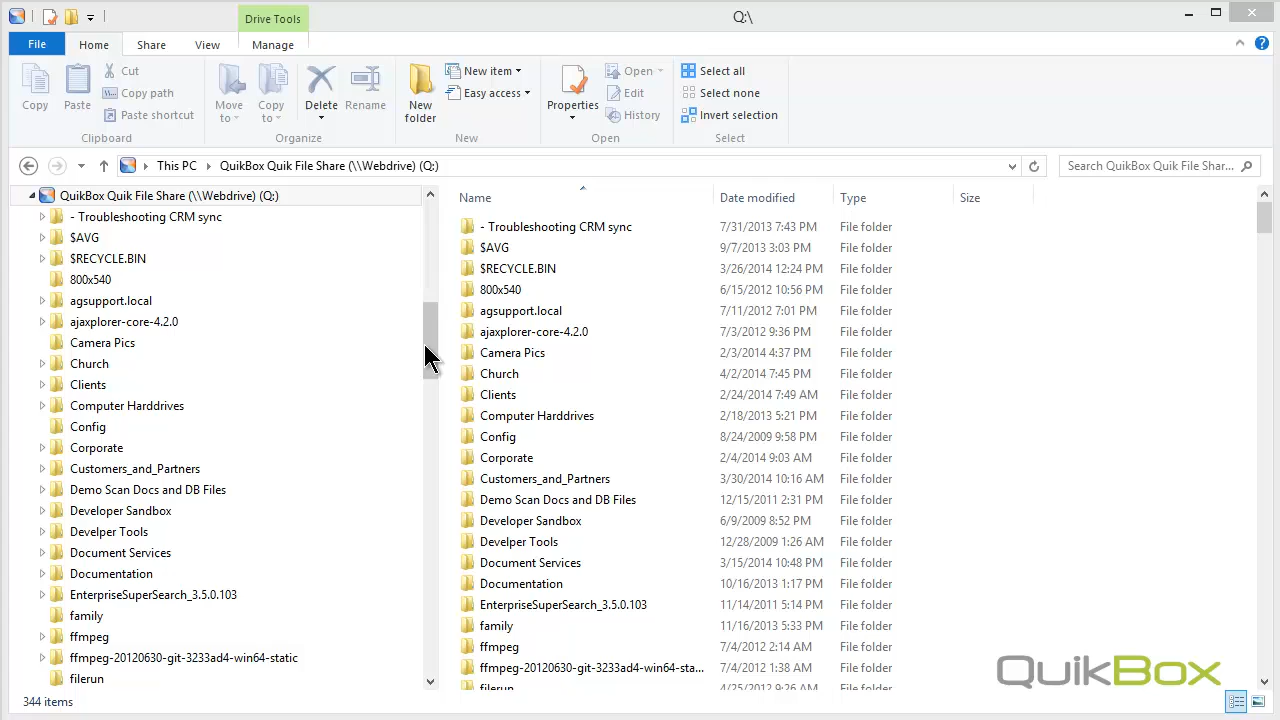 Drive Tools
Q:\
File
Home
Share
View
Manage
Copy
Paste
Cut
Copy path
Paste shortcut
Clipboard
Move to
Copy to
Delete
Rename
Organize
New folder
New item
Easy access
New
Properties
Open
Edit
History
Open
Select all
Select none
Invert selection
Select
This PC
QuikBox Quik File Share (\\Webdrive) (Q:)
Search QuikBox Quik File Shar...
QuikBox Quik File Share (\\Webdrive) (Q:)
- Troubleshooting CRM sync
$AVG
$RECYCLE.BIN
800x540
agsupport.local
ajaxplorer-core-4.2.0
Camera Pics
Church
Clients
Computer Harddrives
Config
Corporate
Customers_and_Partners
Demo Scan Docs and DB Files
Developer Sandbox
Develper Tools
Document Services
Documentation
EnterpriseSuperSearch_3.5.0.103
family
ffmpeg
ffmpeg-20120630-git-3233ad4-win64-static
filerun
Name Date modified Type Size
- Troubleshooting CRM sync 7/31/2013 7:43 PM File folder
$AVG 9/7/2013 3:03 PM File folder
$RECYCLE.BIN 3/26/2014 12:24 PM File folder
800x540 6/15/2012 10:56 PM File folder
agsupport.local 7/11/2012 7:01 PM File folder
ajaxplorer-core-4.2.0 7/3/2012 9:36 PM File folder
Camera Pics 2/3/2014 4:37 PM File folder
Church 4/2/2014 7:45 PM File folder
Clients 2/24/2014 7:49 AM File folder
Computer Harddrives 2/18/2013 5:21 PM File folder
Config 8/24/2009 9:58 PM File folder
Corporate 2/4/2014 9:03 AM File folder
Customers_and_Partners 3/30/2014 10:16 AM File folder
Demo Scan Docs and DB Files 12/15/2011 2:31 PM File folder
Developer Sandbox 6/9/2009 8:52 PM File folder
Develper Tools 12/28/2009 1:26 AM File folder
Document Services 3/15/2014 10:48 PM File folder
Documentation 10/16/2013 1:17 PM File folder
EnterpriseSuperSearch_3.5.0.103 11/14/2011 5:14 PM File folder
family 11/16/2013 5:33 PM File folder
ffmpeg 7/4/2012 2:14 AM File folder
ffmpeg-20120630-git-3233ad4-win64-sta... 7/4/2012 1:38 AM File folder
filerun 4/25/2012 9:26 AM File folder
QuikBox
344 items